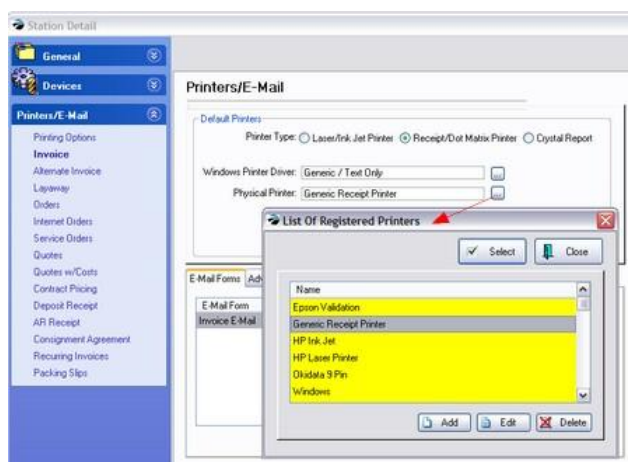 Station Detail
General
Devices
Printers/E-Mail
Printing Options
Invoice
Alternate Invoice
Layaway
Orders
Internet Orders
Service Orders
Quotes
Quotes w/Costs
Contract Pricing
Deposit Receipt
AR Receipt
Consignment Agreement
Recurring Invoices
Packing Slips
Printers/E-Mail
Default Printers
Printer Type: Laser/Ink Jet Printer Receipt/Dot Matrix Printer Crystal Report
Windows Printer Driver: Generic / Text Only ...
Physical Printer: Generic Receipt Printer ...
E-Mail Forms Adv
E-Mail Form
Invoice E-Mail
List Of Registered Printers
Select Close
Name
Epson Validation
Generic Receipt Printer
HP Ink Jet
HP Laser Printer
Okidata 9 Pin
Windows
Add Edit Delete